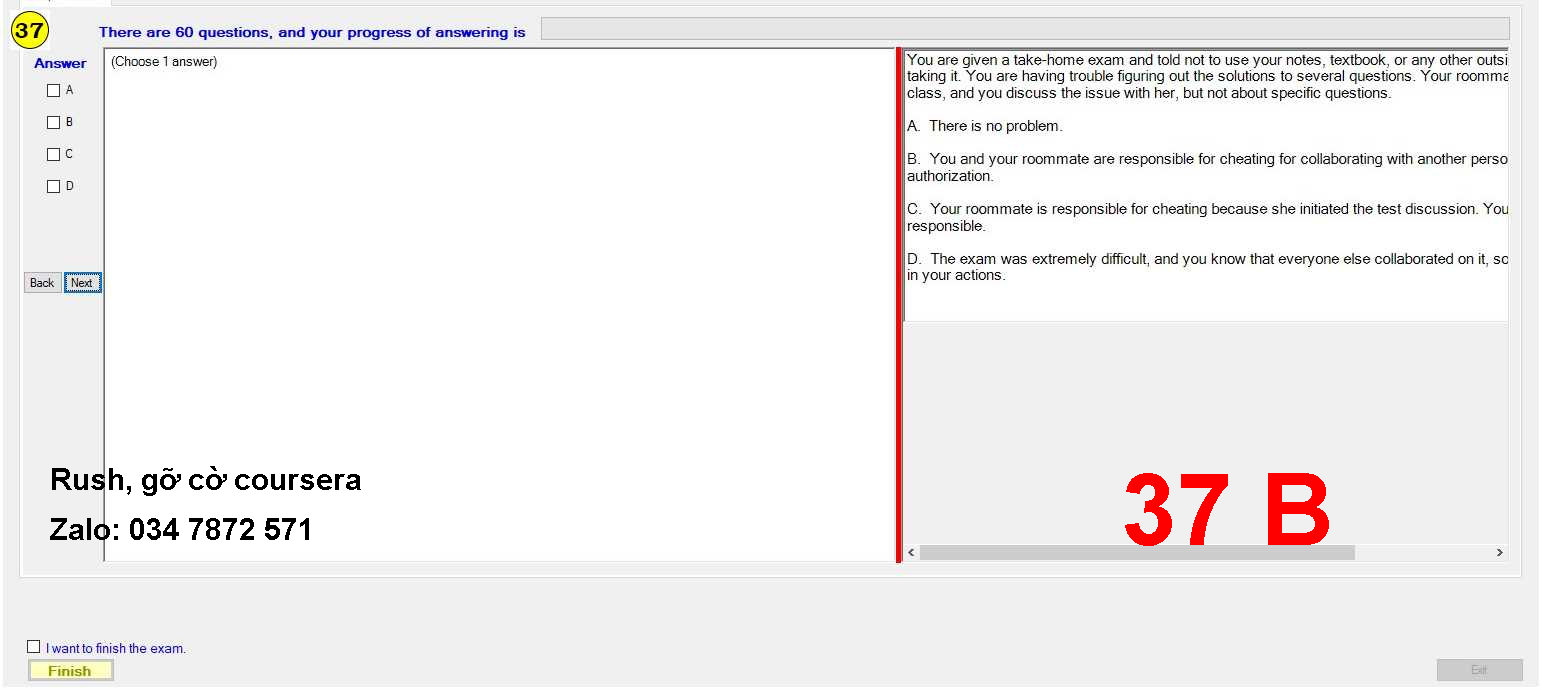 37
There are 60 questions, and your progress of answering is
Answer
A
B
C
D
Back
Next
(Choose 1 answer)
You are given a take-home exam and told not to use your notes, textbook, or any other outsi
taking it. You are having trouble figuring out the solutions to several questions. Your roomma
class, and you discuss the issue with her, but not about specific questions.
A. There is no problem.
B. You and your roommate are responsible for cheating for collaborating with another perso
authorization.
C. Your roommate is responsible for cheating because she initiated the test discussion. You
responsible.
D. The exam was extremely difficult, and you know that everyone else collaborated on it, so
in your actions.
Rush, gỡ cờ coursera
Zalo: 034 7872 571
37 B
I want to finish the exam.
Finish
Exit